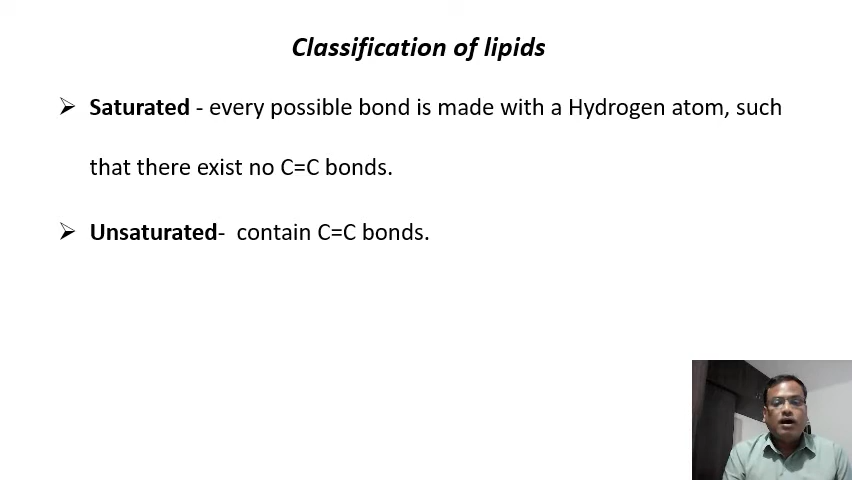 Classification of lipids
➢ Saturated - every possible bond is made with a Hydrogen atom, such
that there exist no C=C bonds.
➢ Unsaturated-  contain C=C bonds.